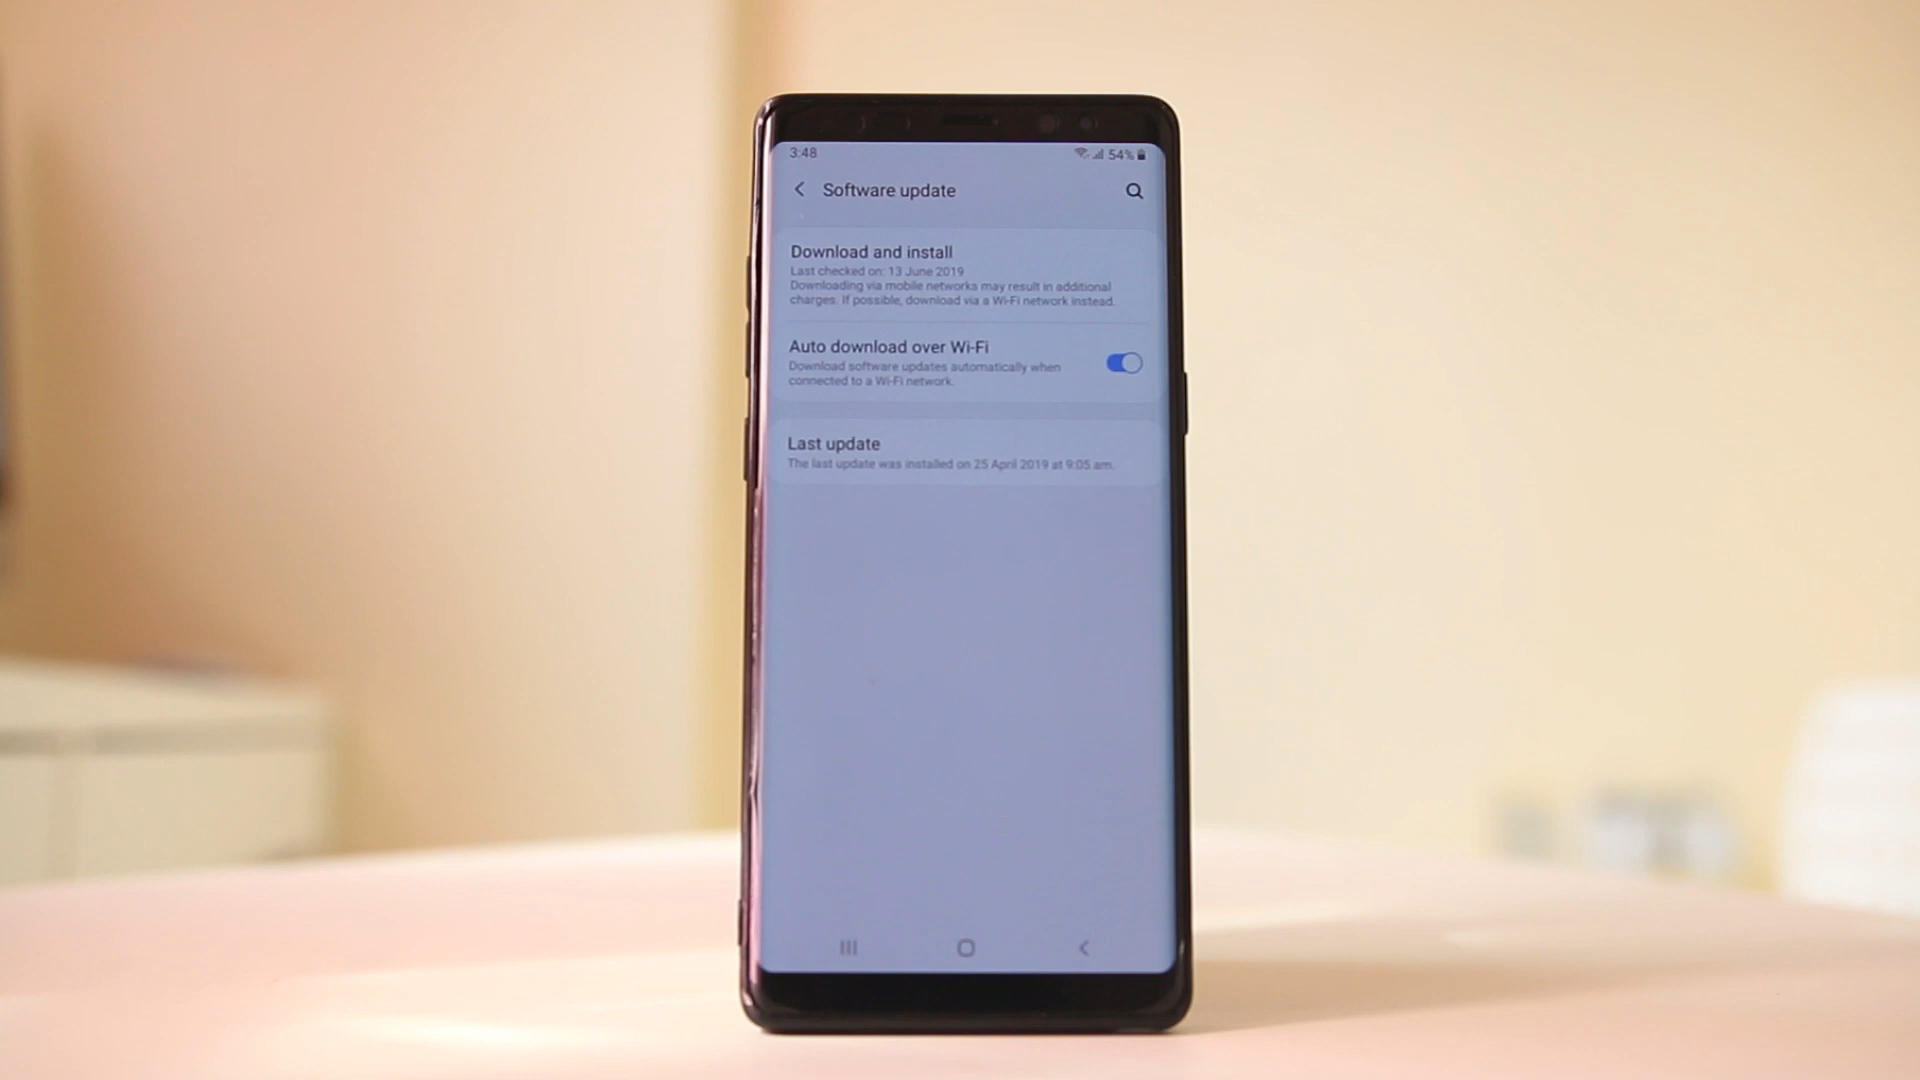 3:48
54%
Software update
Download and install
Last checked on: 13 June 2019
Downloading via mobile networks may result in additional
charges. If possible, download via a Wi-Fi network instead.
Auto download over Wi-Fi
Download software updates automatically when
connected to a Wi-Fi network.
Last update
The last update was installed on 25 April 2019 at 9:05 am.